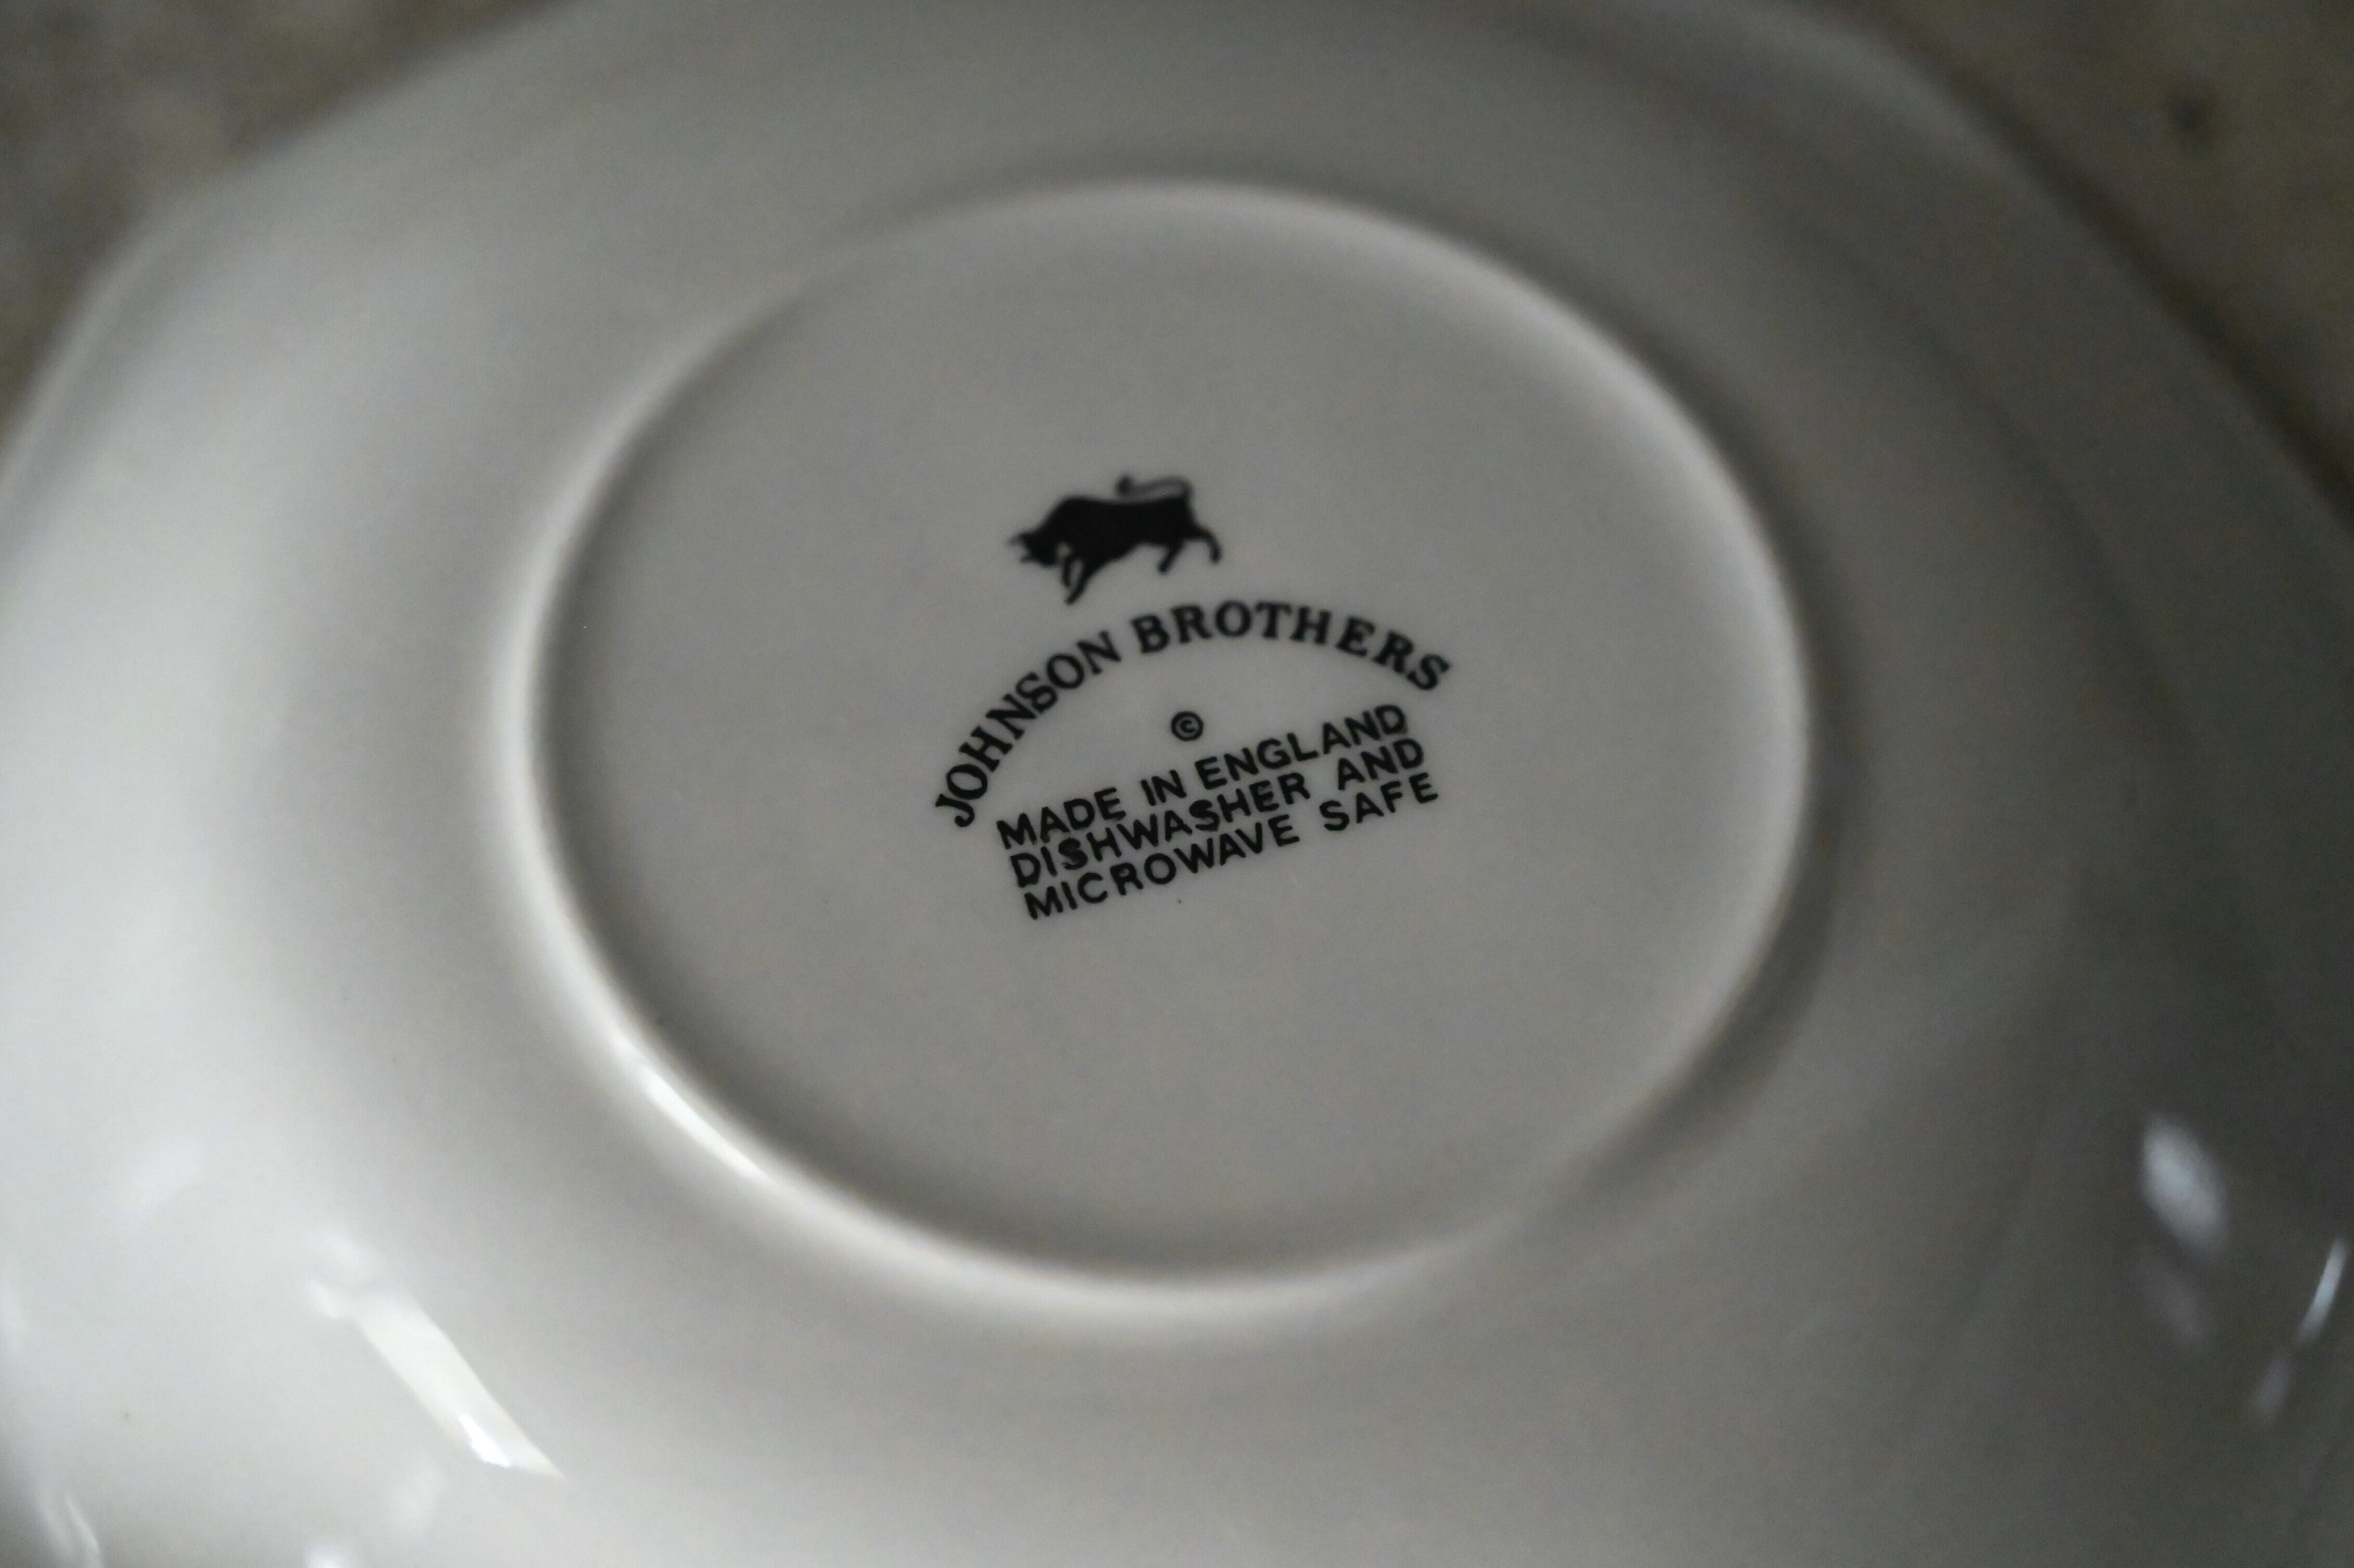 JOHNSON BROTHERS
©
MADE IN ENGLAND
DISHWASHER AND
MICROWAVE SAFE